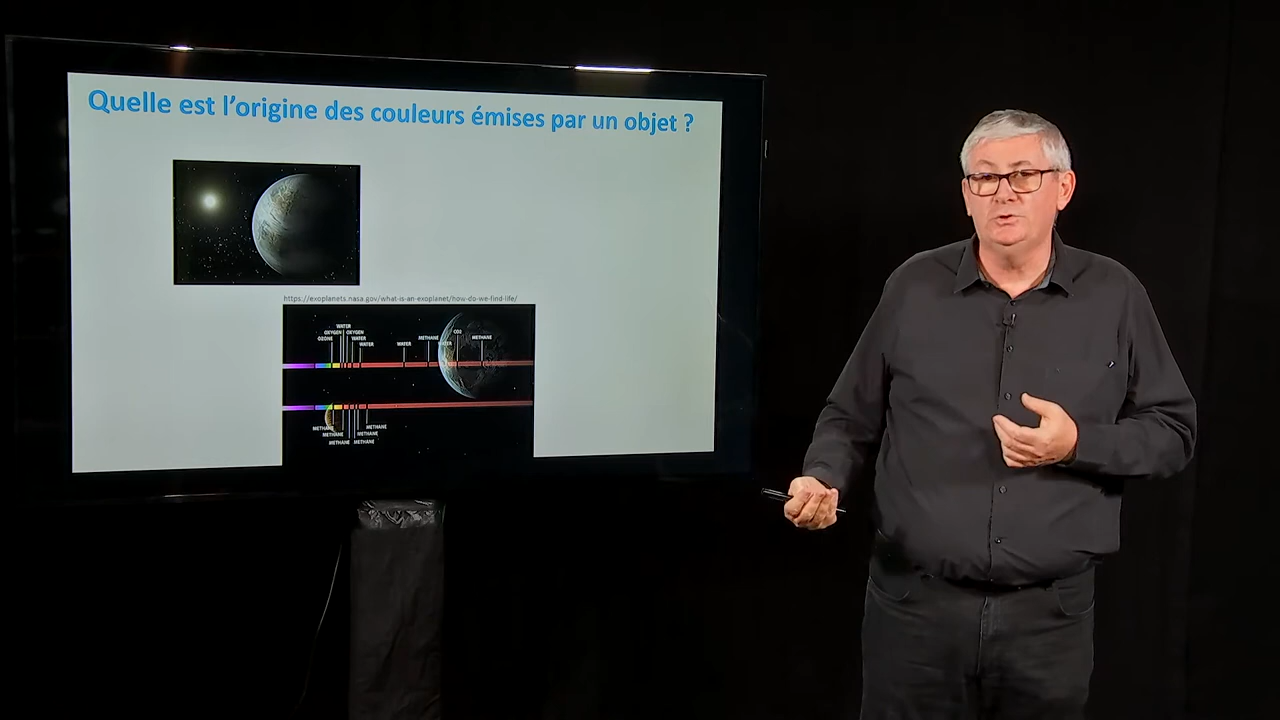 Quelle est l'origine des couleurs émises par un objet ?
https://exoplanets.nasa.gov/what-is-an-exoplanet/how-do-we-find-life/
WATER
OXYGEN OXYGEN
OZONE WATER
WATER
WATER
METHANE
WATER
CO2
METHANE
METHANE
METHANE
METHANE
METHANE
METHANE
METHANE